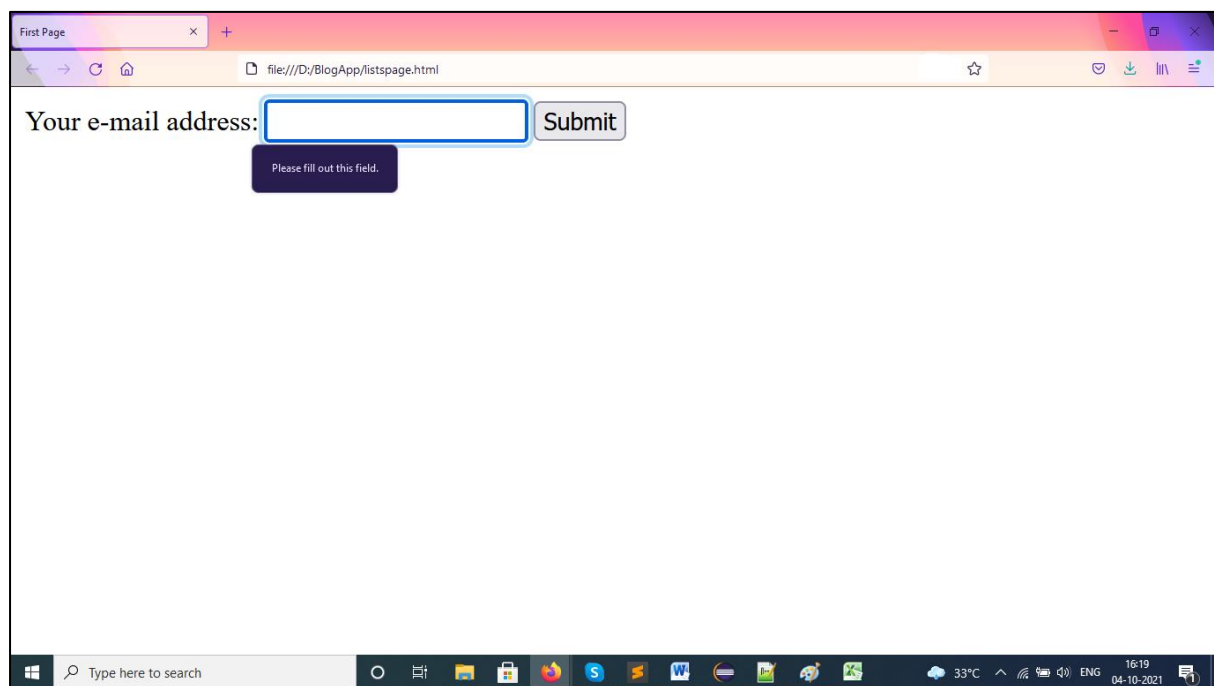 First Page
file:///D:/BlogApp/listspage.html
Your e-mail address: Submit
Please fill out this field.
Type here to search
33°C ENG 16:19
04-10-2021